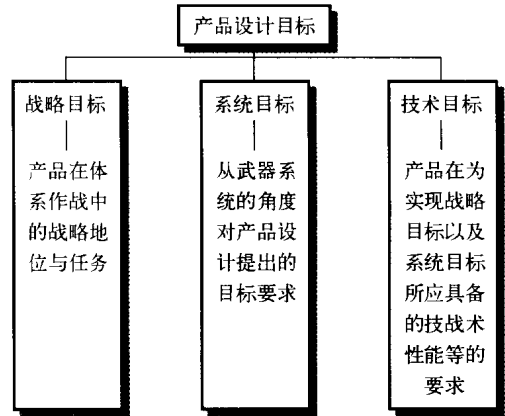 产品设计目标
战略目标
产品在体
系作战中
的战略地
位与任务
系统目标
从武器系
统的角度
对产品设
计提出的
目标要求
技术目标
产品在为
实现战略
目标以及
系统目标
所应具备
的技战术
性能等的
要求